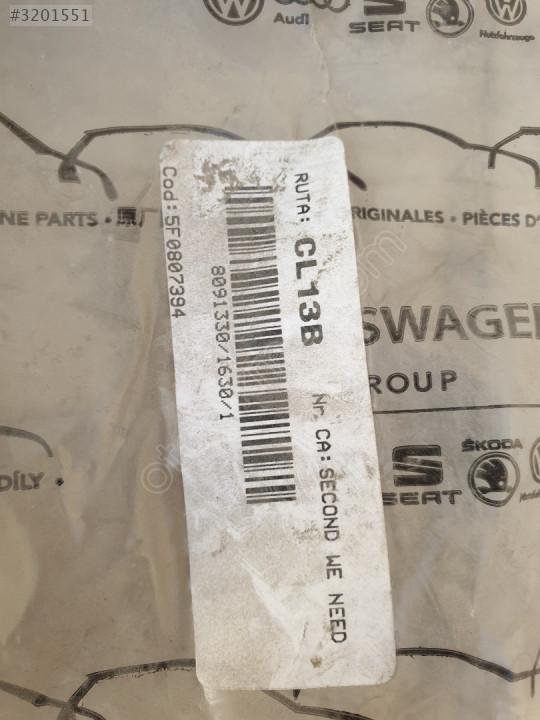 #3201551
Audi
SEAT
Nutzfahrzeuge
RUTA: CL13B
Nr CA: SECOND WE NEED
8091330/1630/1
Cod: 5F0807394
NE PARTS • 原
RIGINALES • PIÈCES D'
SWAGE
ROUP
ŠKODA
SEAT
DÍLY •